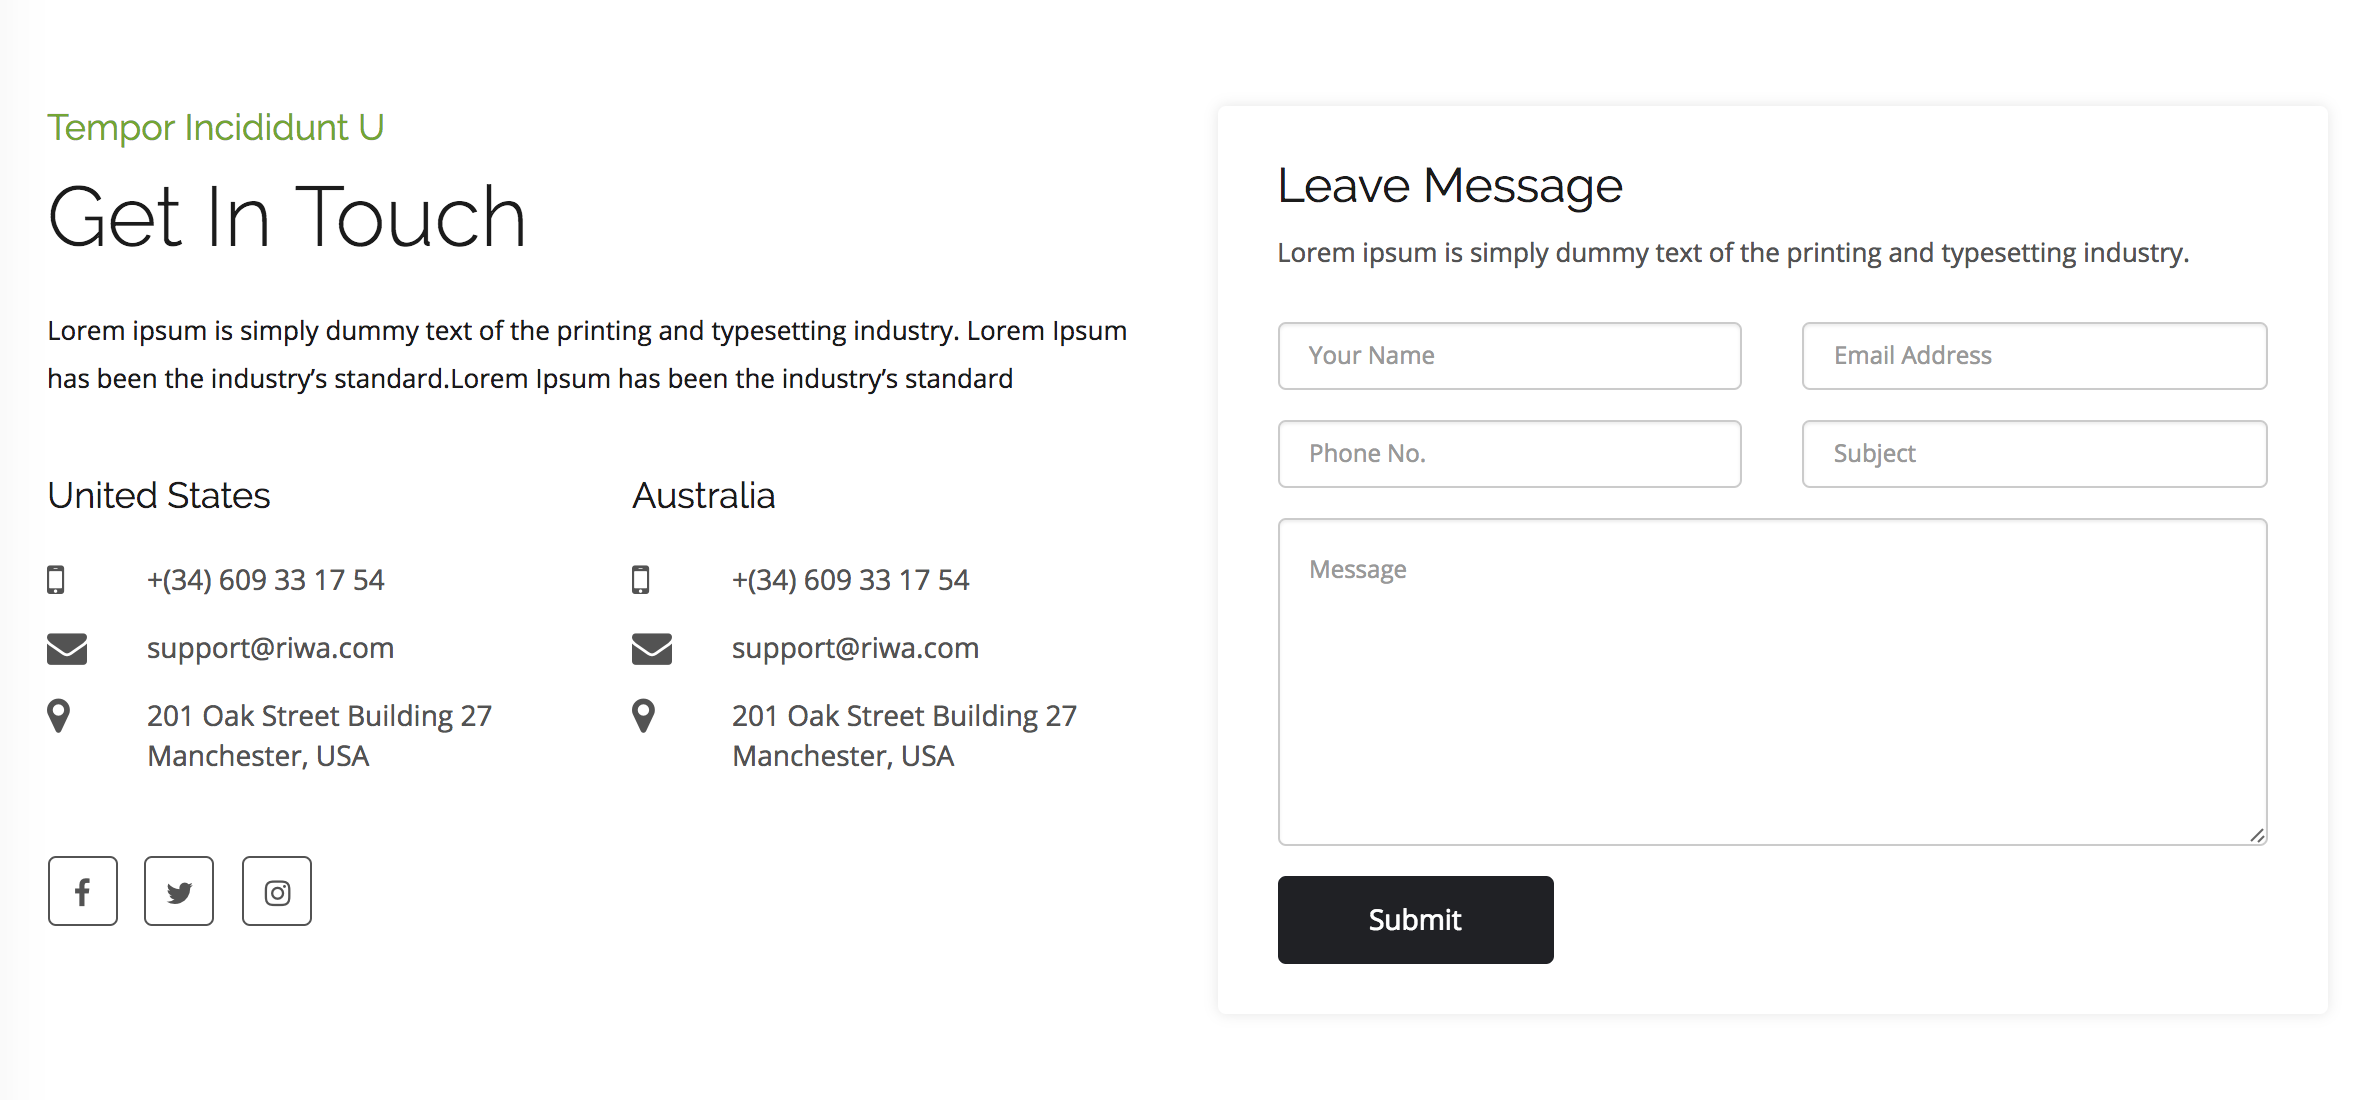 Tempor Incididunt U
Get In Touch
Lorem ipsum is simply dummy text of the printing and typesetting industry. Lorem Ipsum
has been the industry’s standard.Lorem Ipsum has been the industry’s standard
United States
+(34) 609 33 17 54
support@riwa.com
201 Oak Street Building 27
Manchester, USA
Australia
+(34) 609 33 17 54
support@riwa.com
201 Oak Street Building 27
Manchester, USA
Leave Message
Lorem ipsum is simply dummy text of the printing and typesetting industry.
Your Name
Email Address
Phone No.
Subject
Message
Submit